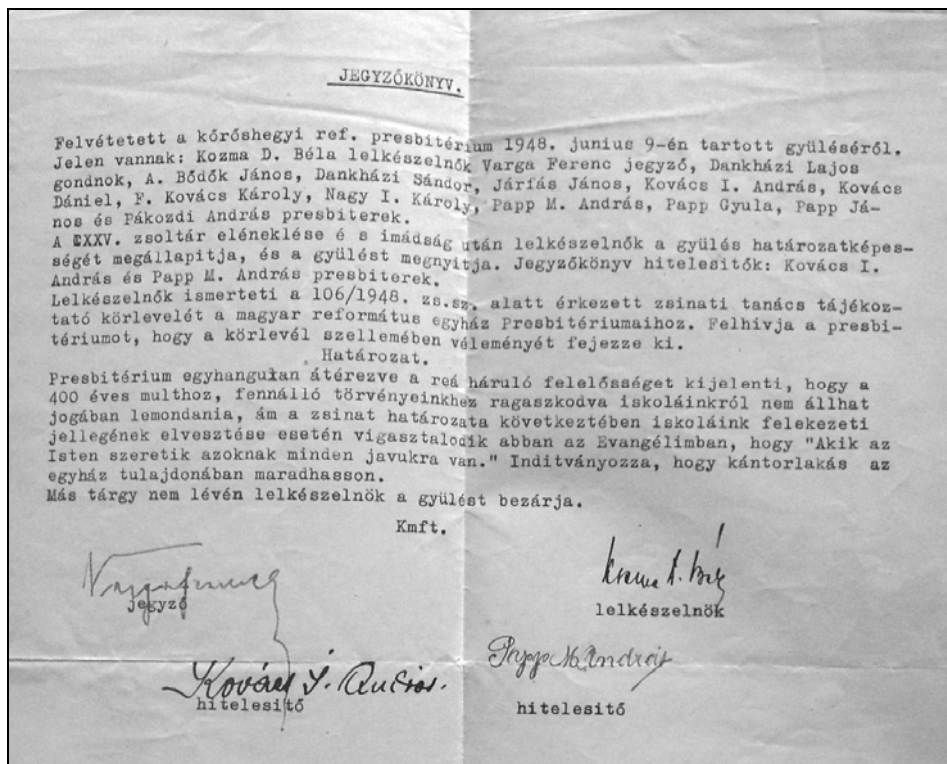 JEGYZŐKÖNYV.
Felvétetett a kőröshegyi ref. presbitérium 1948. junius 9-én tartott gyüléséről.
Jelen vannak: Kozma D. Béla lelkészelnők Varga Ferenc jegyző, Dankházi Lajos
gondnok, A. Bődők János, Dankházi Sándor, Járfás János, Kovács I. András, Kovács
Dániel, F. Kovács Károly, Nagy I. Károly, Papp M. András, Papp Gyula, Papp Já-
nos és Pákozdi András presbiterek.
A CXXV. zsoltár eléneklése é s imádság után lelkészelnők a gyülés határozatképes-
ségét megállapitja, és a gyülést megnyitja. Jegyzőkönyv hitelesitők: Kovács I.
András és Papp M. András presbiterek.
Lelkészelnők ismerteti a 106/1948. zs.sz. alatt érkezett zsinati tanács tájékoz-
tató körlevelét a magyar református egyház Presbitériumaihoz. Felhivja a presbi-
tériumot, hogy a körlevél szellemében véleményét fejezze ki.
Határozat.
Presbitérium egyhangulan átérezve a reá háruló felelősséget kijelenti, hogy a
400 éves multhoz, fennálló törvényeinkhez ragaszkodva iskoláinkról nem állhat
jogában lemondania, ám a zsinat határozata következtében iskoláink felekezeti
jellegének elvesztése esetén vigasztalodik abban az Evangélimban, hogy "Akik az
Isten szeretik azoknak minden javukra van." Inditványozza, hogy kántorlakás az
egyház tulajdonában maradhasson.
Más tárgy nem lévén lelkészelnök a gyülést bezárja.
Kmft.
Varga Ferenc
jegyző
Kozma D. Béla
lelkészelnök
Kovács I. András.
hitelesitő
Papp M. András
hitelesitő